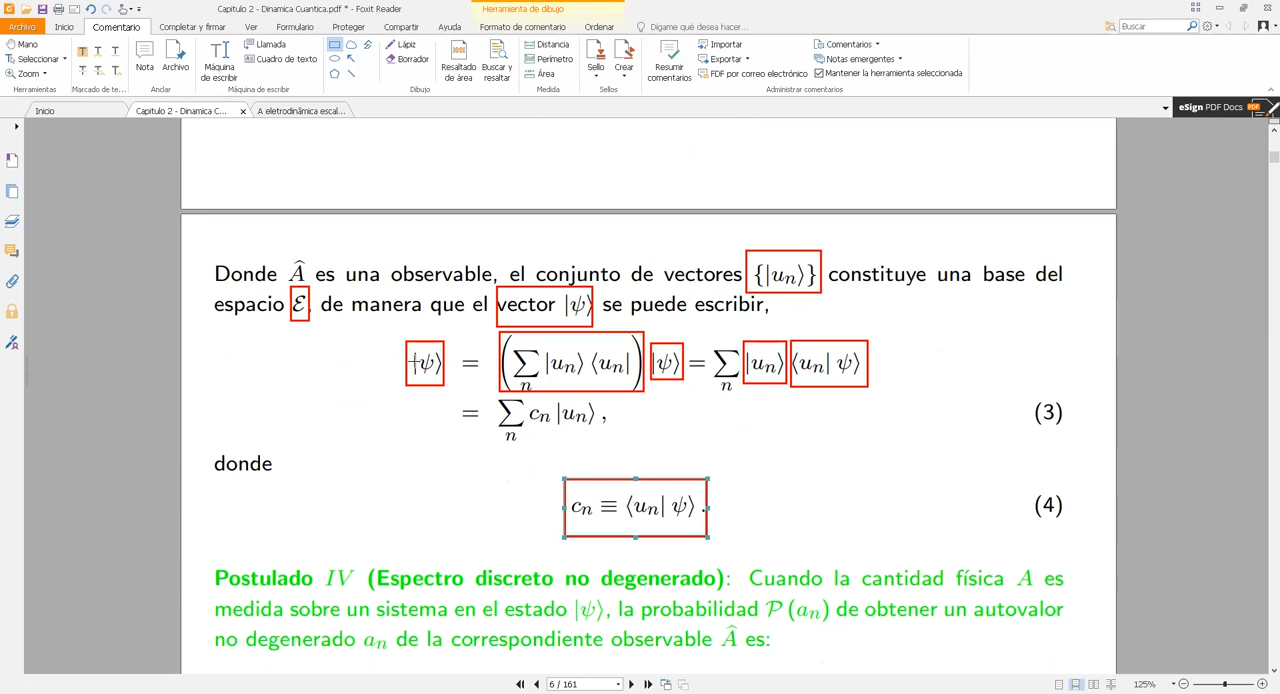 Capitulo 2 - Dinamica Cuantica.pdf * - Foxit Reader
Herramienta de dibujo
Archivo Inicio Comentario Completar y firmar Ver Formulario Proteger Compartir Ayuda Formato de comentario Ordenar Dígame qué desea hacer... Buscar
Mano
Seleccionar
Zoom
Herramientas
Marcado de te...
Nota
Archivo
Anclar
Máquina de escribir
Llamada
Cuadro de texto
Máquina de escribir
Lápiz
Borrador
Dibujo
Resaltado de área
Buscar y resaltar
Distancia
Perímetro
Área
Medida
Sello
Crear
Sellos
Resumir comentarios
Importar
Exportar
FDF por correo electrónico
Comentarios
Notas emergentes
Mantener la herramienta seleccionada
Administrar comentarios
Inicio Capitulo 2 - Dinamica C... A eletrodinâmica escal...
eSign PDF Docs
Donde Â es una observable, el conjunto de vectores {|uₙ⟩} constituye una base del
espacio ℰ, de manera que el vector |ψ⟩ se puede escribir,
|ψ⟩ = (∑ₙ |uₙ⟩ ⟨uₙ|) |ψ⟩ = ∑ₙ |uₙ⟩ ⟨uₙ| ψ⟩
= ∑ₙ cₙ |uₙ⟩ , (3)
donde
cₙ ≡ ⟨uₙ| ψ⟩ . (4)
Postulado IV (Espectro discreto no degenerado): Cuando la cantidad física A es
medida sobre un sistema en el estado |ψ⟩, la probabilidad 𝒫 (aₙ) de obtener un autovalor
no degenerado aₙ de la correspondiente observable Â es:
6 / 161
125%